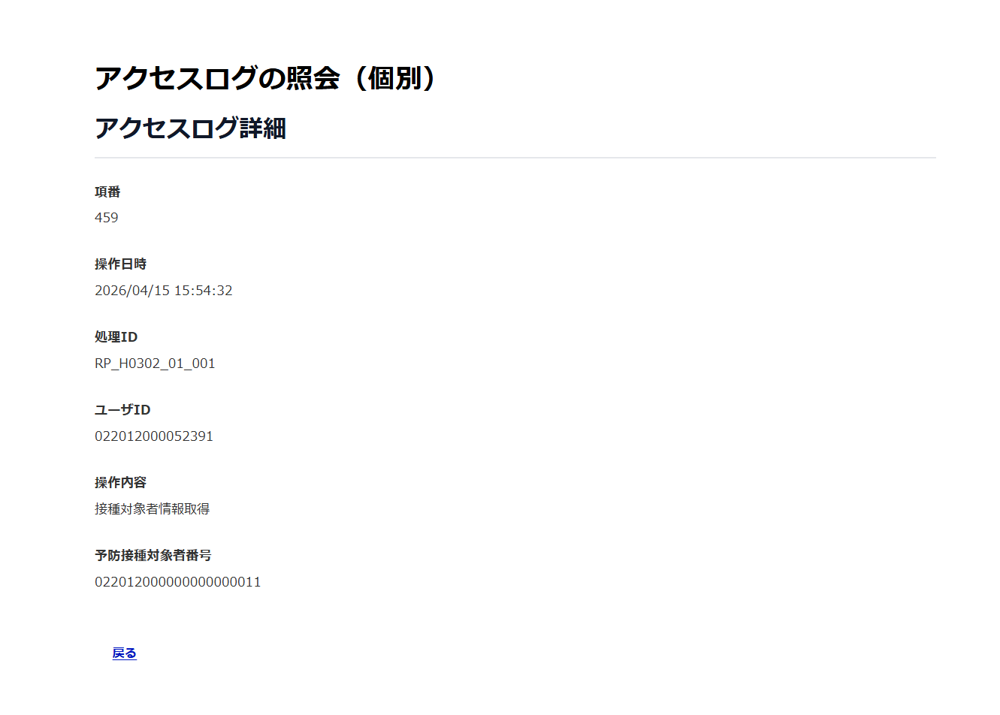 アクセスログの照会（個別）
アクセスログ詳細
項番
459
操作日時
2026/04/15 15:54:32
処理ID
RP_H0302_01_001
ユーザID
022012000052391
操作内容
接種対象者情報取得
予防接種対象者番号
022012000000000000011
戻る